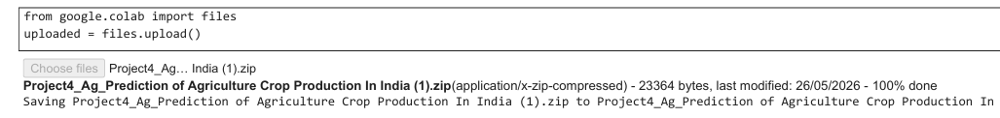 from google.colab import files
uploaded = files.upload()
Choose files Project4_Ag... India (1).zip
Project4_Ag_Prediction of Agriculture Crop Production In India (1).zip(application/x-zip-compressed) - 23364 bytes, last modified: 26/05/2026 - 100% done
Saving Project4_Ag_Prediction of Agriculture Crop Production In India (1).zip to Project4_Ag_Prediction of Agriculture Crop Production In